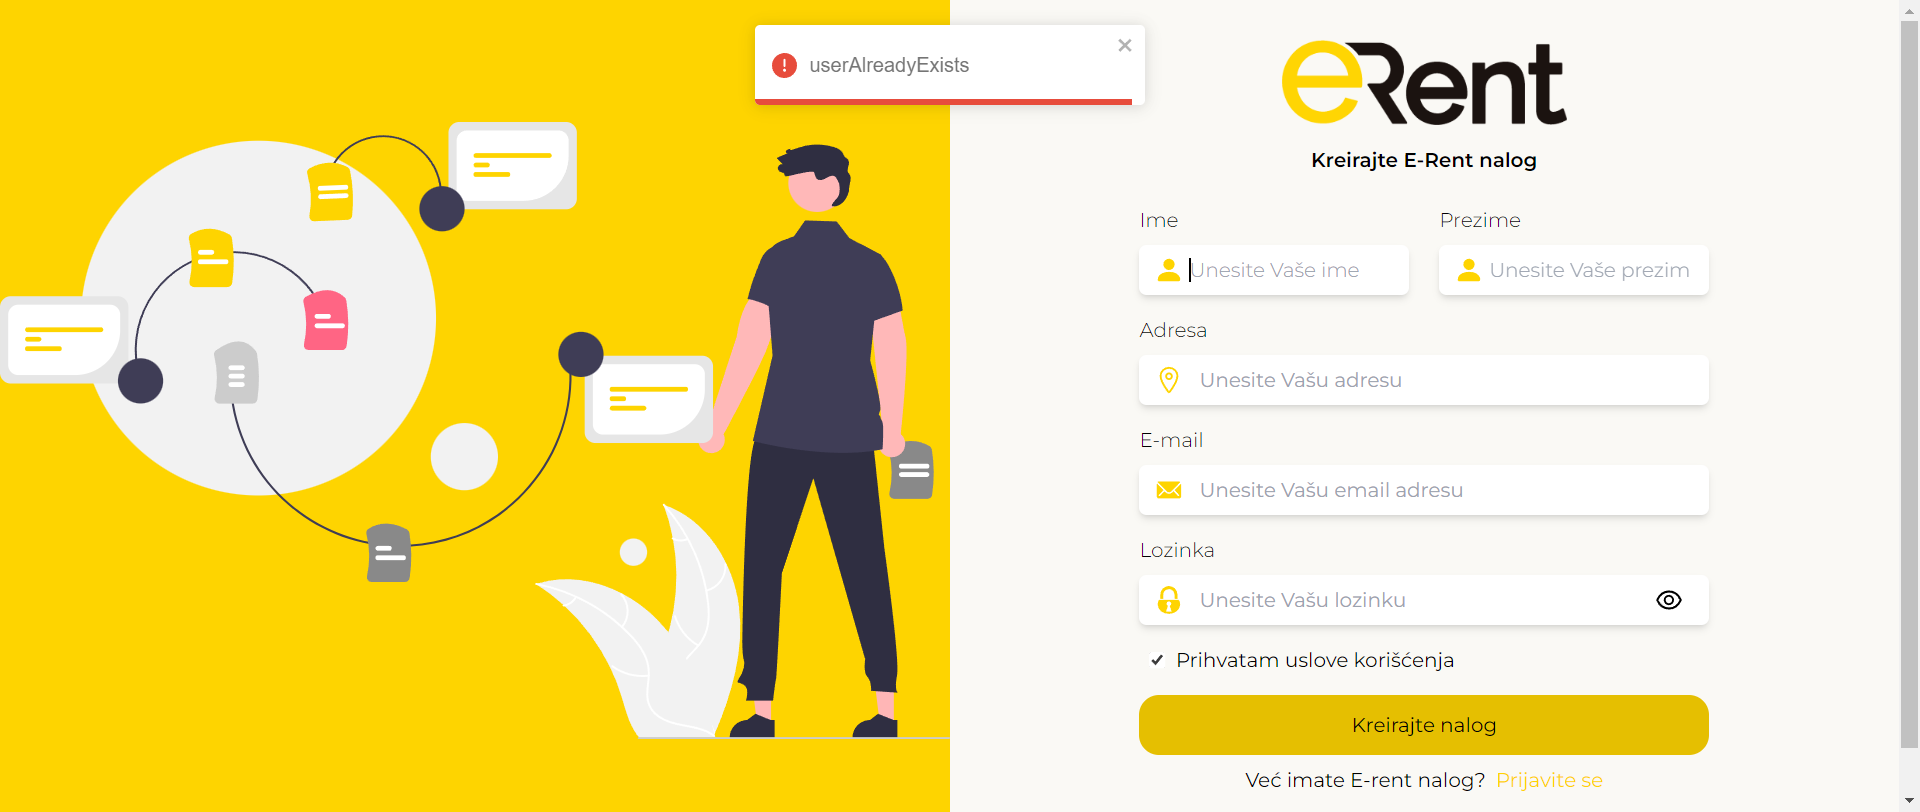 userAlreadyExists
eRent
Kreirajte E-Rent nalog
Ime
Prezime
Unesite Vaše ime
Unesite Vaše prezim
Adresa
Unesite Vašu adresu
E-mail
Unesite Vašu email adresu
Lozinka
Unesite Vašu lozinku
Prihvatam uslove korišćenja
Kreirajte nalog
Već imate E-rent nalog? Prijavite se